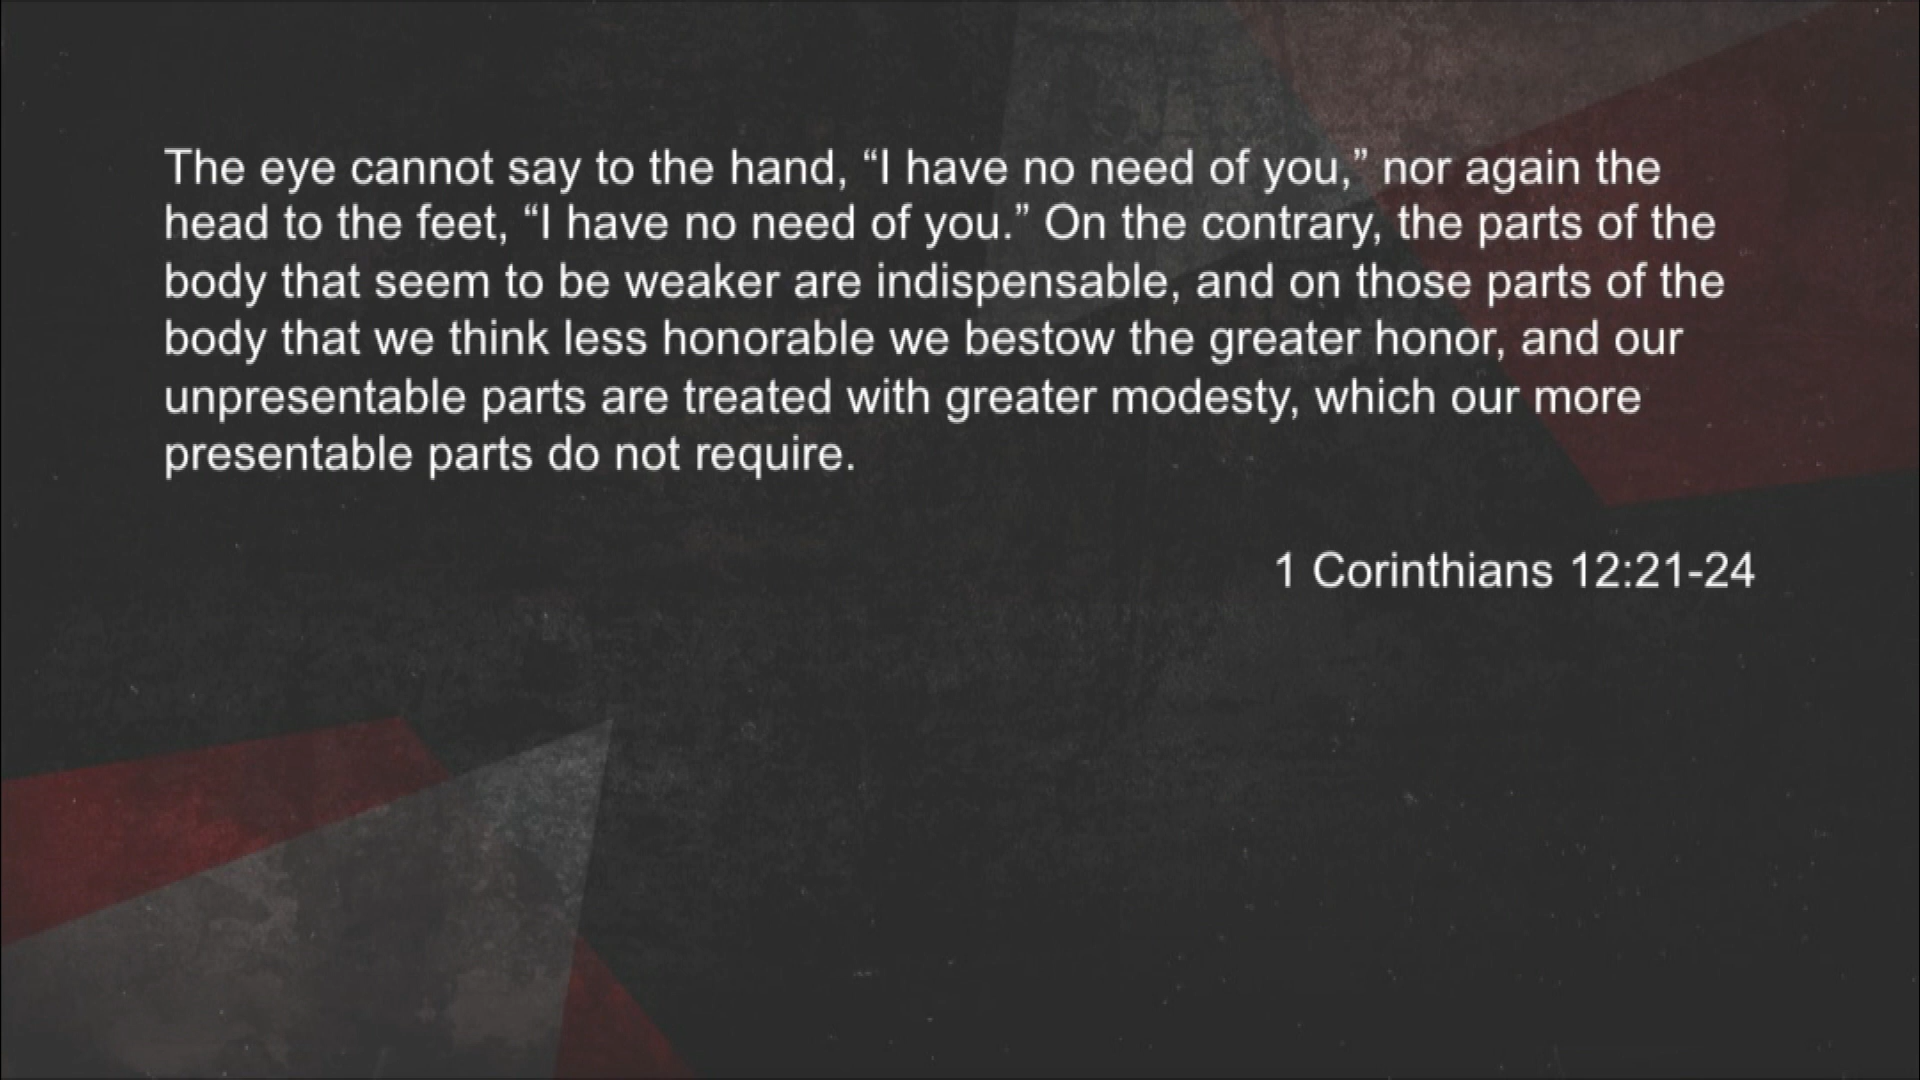 The eye cannot say to the hand, “I have no need of you,” nor again the
head to the feet, “I have no need of you.” On the contrary, the parts of the
body that seem to be weaker are indispensable, and on those parts of the
body that we think less honorable we bestow the greater honor, and our
unpresentable parts are treated with greater modesty, which our more
presentable parts do not require.
1 Corinthians 12:21-24